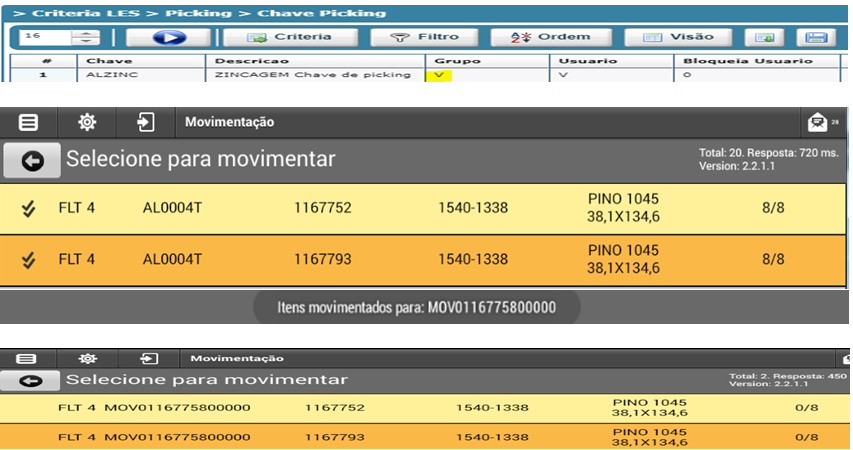 > Criteria LES > Picking > Chave Picking
16 Criteria Filtro Ordem Visão
# Chave Descricao Grupo Usuario Bloqueia Usuario
1 ALZINC ZINCAGEM Chave de picking V V 0
Movimentação 28
Selecione para movimentar
Total: 20. Resposta: 720 ms.
Version: 2.2.1.1
FLT 4 AL0004T 1167752 1540-1338 PINO 1045 8/8
38,1X134,6
FLT 4 AL0004T 1167793 1540-1338 PINO 1045 8/8
38,1X134,6
Itens movimentados para: MOV0116775800000
Movimentação
Selecione para movimentar
Total: 2. Resposta: 450
Version: 2.2.1.1
FLT 4 MOV0116775800000 1167752 1540-1338 PINO 1045 0/8
38,1X134,6
FLT 4 MOV0116775800000 1167793 1540-1338 PINO 1045 0/8
38,1X134,6